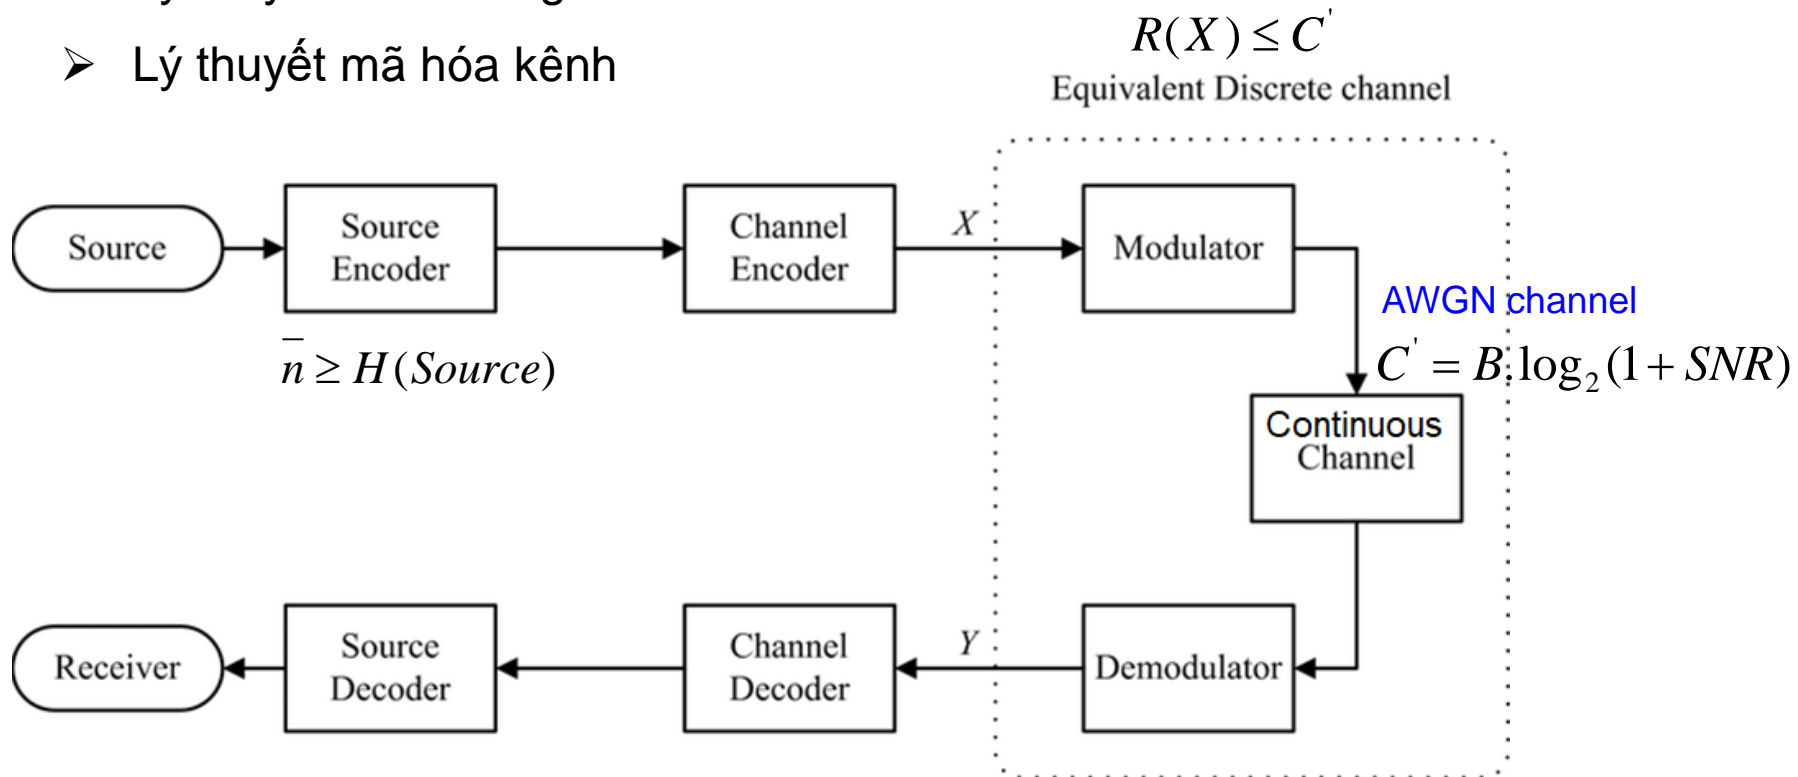 ➢ Lý thuyết mã hóa kênh
R(X) ≤ C'
Equivalent Discrete channel
Source
Source
Encoder
Channel
Encoder
X
Modulator
n̅ ≥ H(Source)
AWGN channel
C' = B.log₂(1+ SNR)
Continuous
Channel
Receiver
Source
Decoder
Channel
Decoder
Y
Demodulator